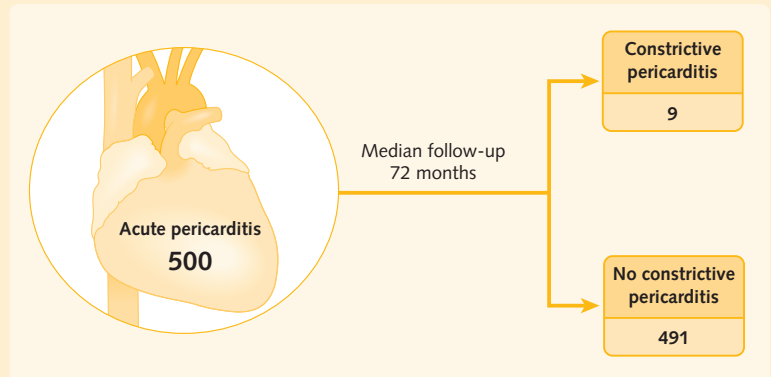 Constrictive
pericarditis
9
Median follow-up
72 months
Acute pericarditis
500
No constrictive
pericarditis
491